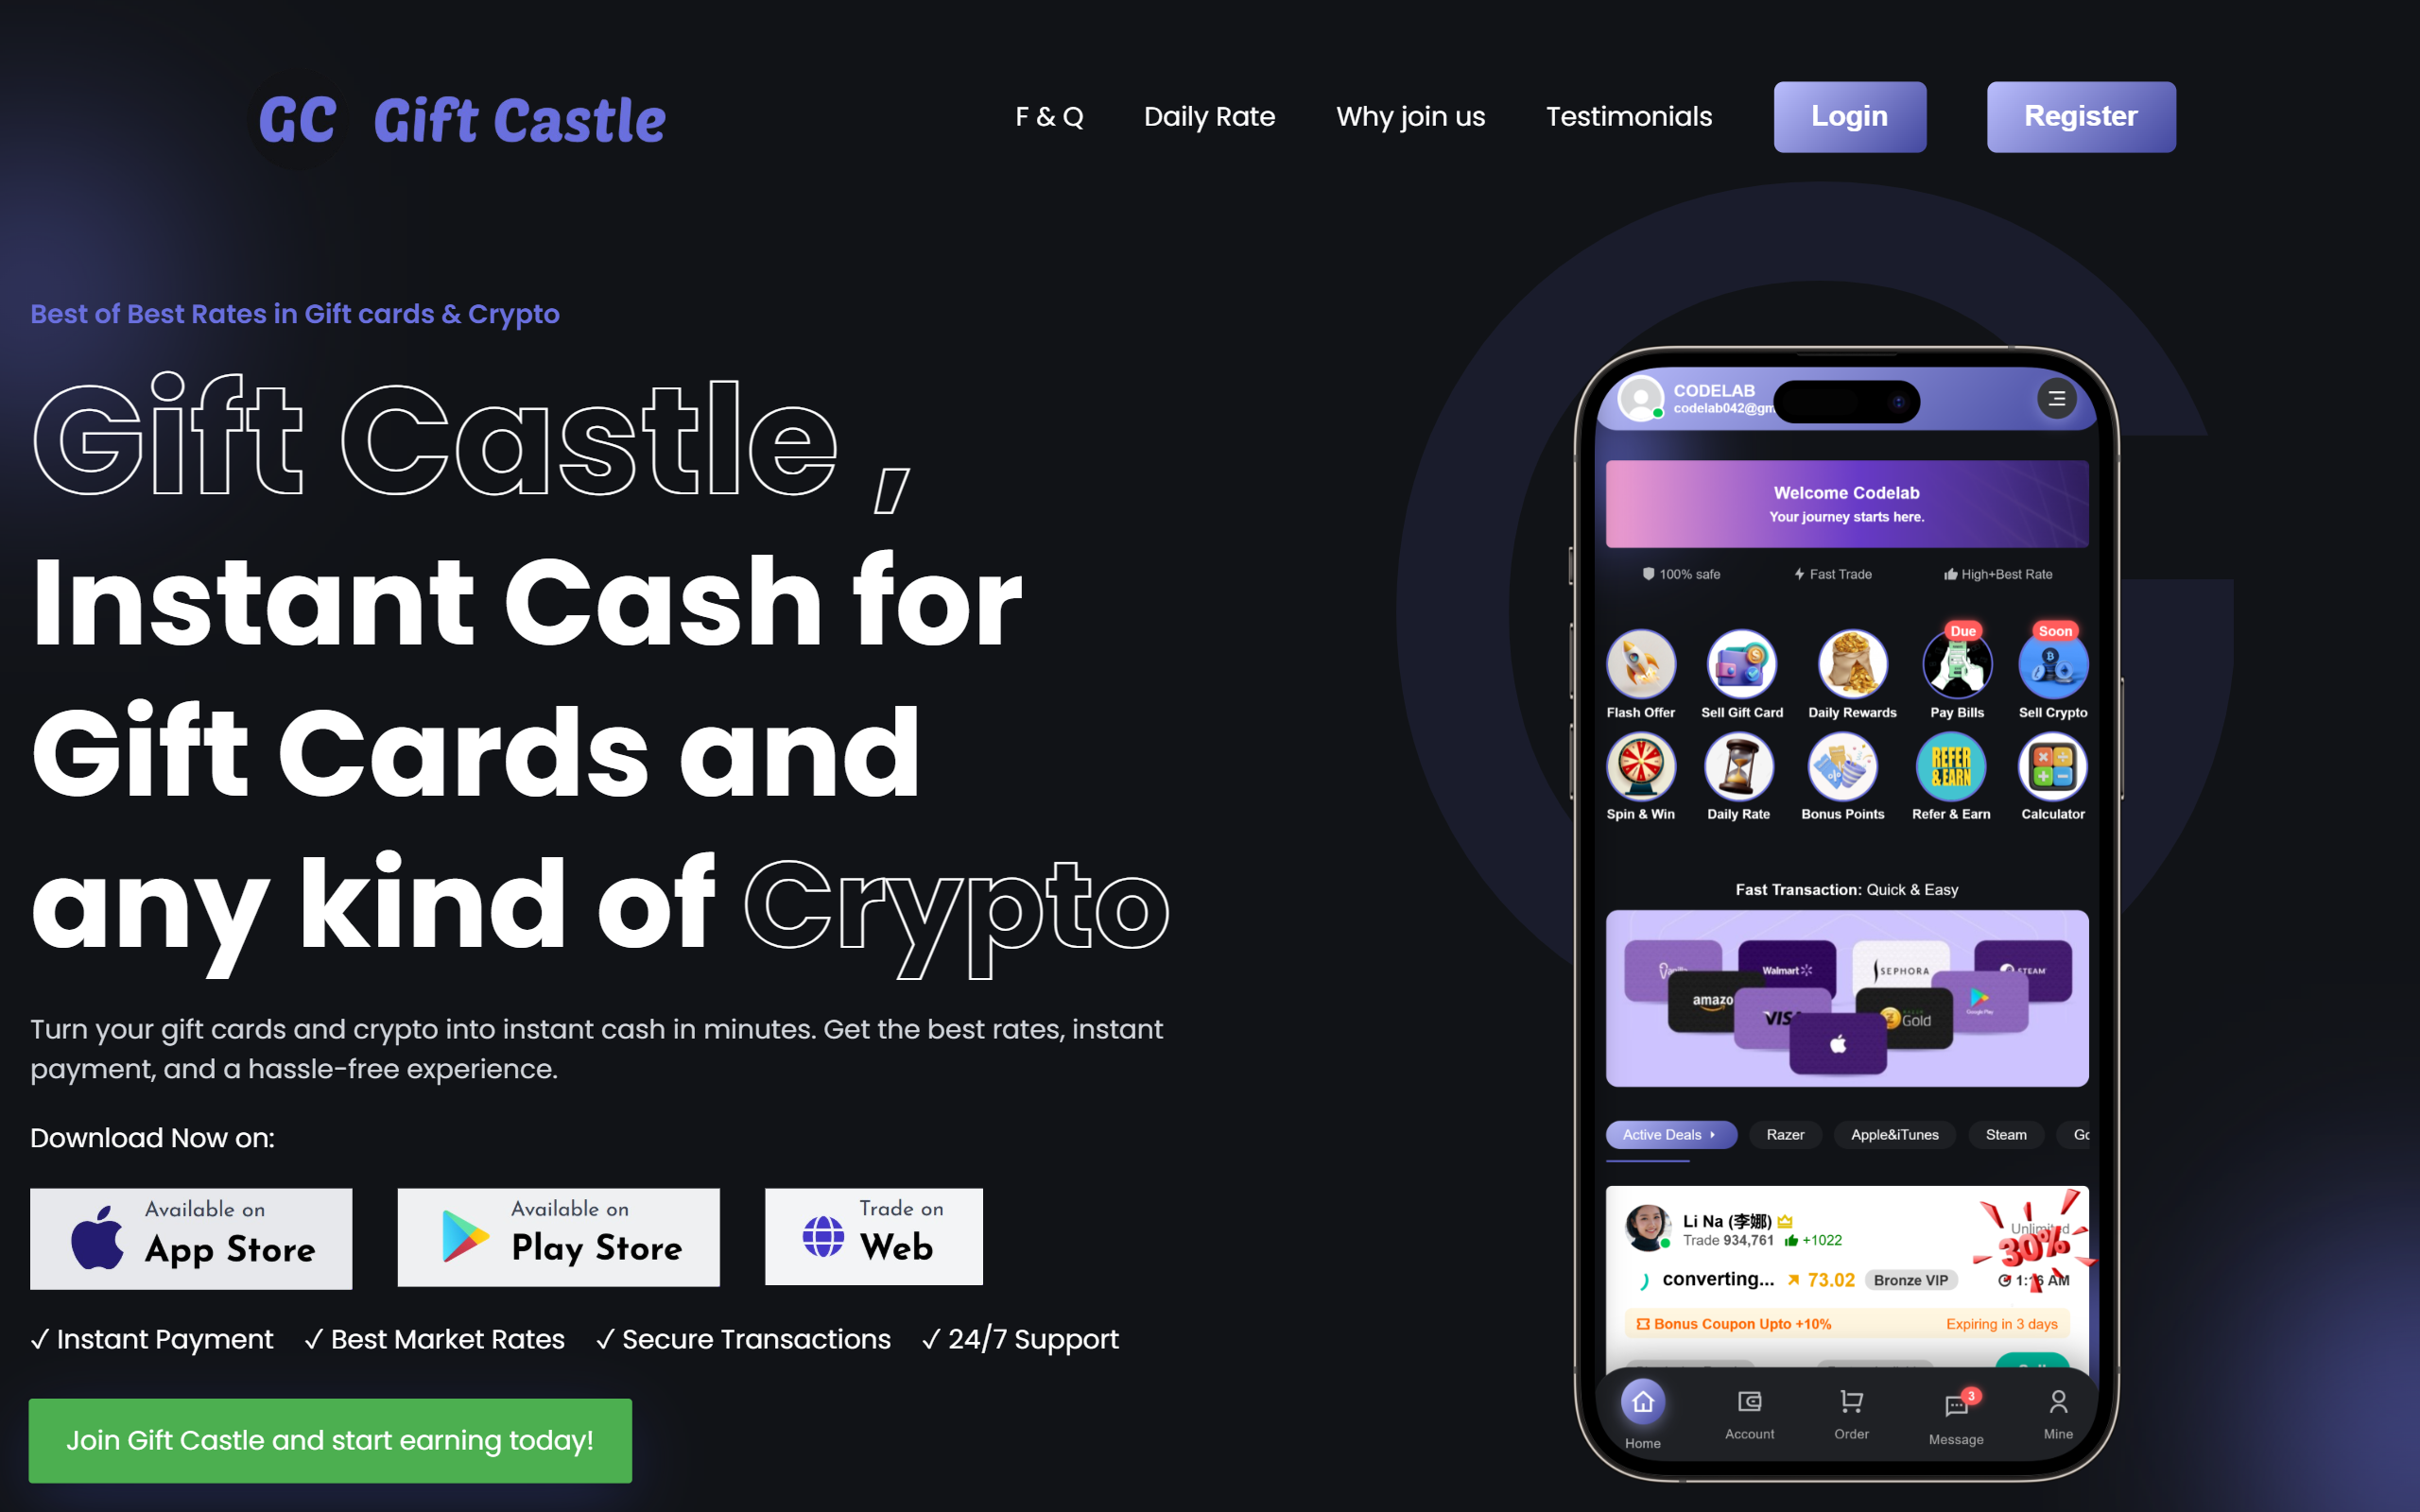 GC Gift Castle
F & Q
Daily Rate
Why join us
Testimonials
Login
Register
Best of Best Rates in Gift cards & Crypto
Gift Castle ,
Instant Cash for
Gift Cards and
any kind of Crypto
Turn your gift cards and crypto into instant cash in minutes. Get the best rates, instant
payment, and a hassle-free experience.
Download Now on:
Available on
App Store
Available on
Play Store
Trade on
Web
✓ Instant Payment
✓ Best Market Rates
✓ Secure Transactions
✓ 24/7 Support
Join Gift Castle and start earning today!
CODELAB
codelab042@gm
Welcome Codelab
Your journey starts here.
100% safe
Fast Trade
High+Best Rate
Due
Soon
Flash Offer
Sell Gift Card
Daily Rewards
Pay Bills
Sell Crypto
REFER
& EARN
Spin & Win
Daily Rate
Bonus Points
Refer & Earn
Calculator
Fast Transaction: Quick & Easy
Walmart
SEPHORA
STEAM
amazo
VISA
Gold
Google Play
Active Deals
Razer
Apple&iTunes
Steam
Go
Li Na (李娜)
Unlimited
Trade 934,761 +1022
30%
converting...
73.02
Bronze VIP
AM
Bonus Coupon Upto +10%
Expiring in 3 days
3
Home
Account
Order
Message
Mine